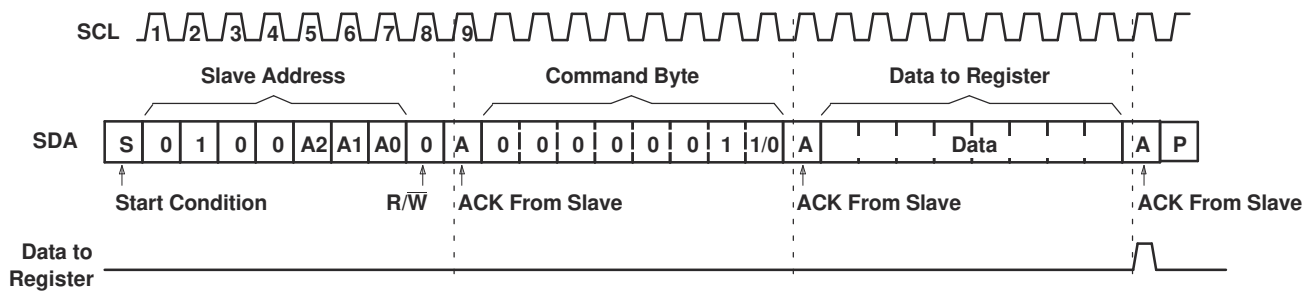 SCL 1 2 3 4 5 6 7 8 9
Slave Address Command Byte Data to Register
SDA S 0 1 0 0 A2 A1 A0 0 A 0 0 0 0 0 0 1 1/0 A Data A P
Start Condition R/W̅ ACK From Slave ACK From Slave ACK From Slave
Data to
Register